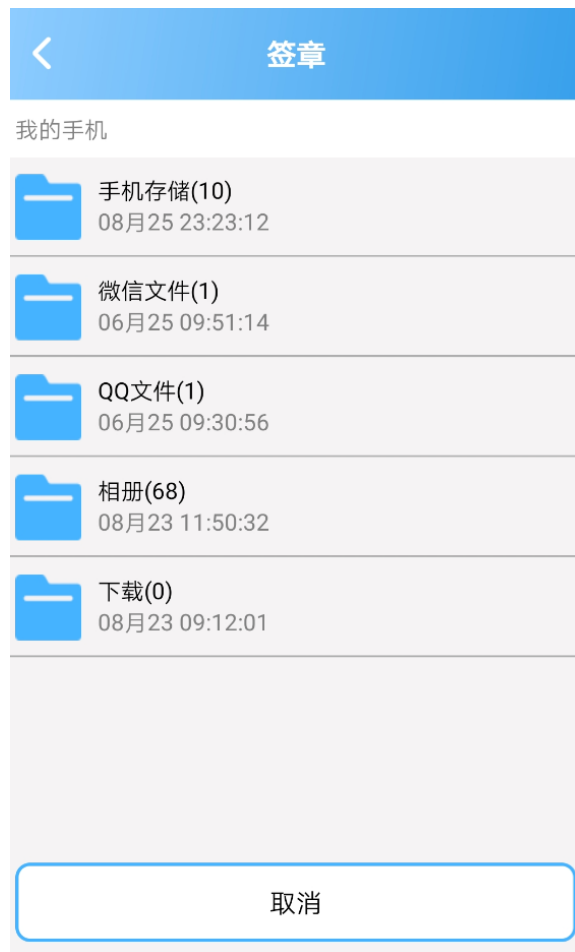 签章
我的手机
手机存储(10)
08月25 23:23:12
微信文件(1)
06月25 09:51:14
QQ文件(1)
06月25 09:30:56
相册(68)
08月23 11:50:32
下载(0)
08月23 09:12:01
取消